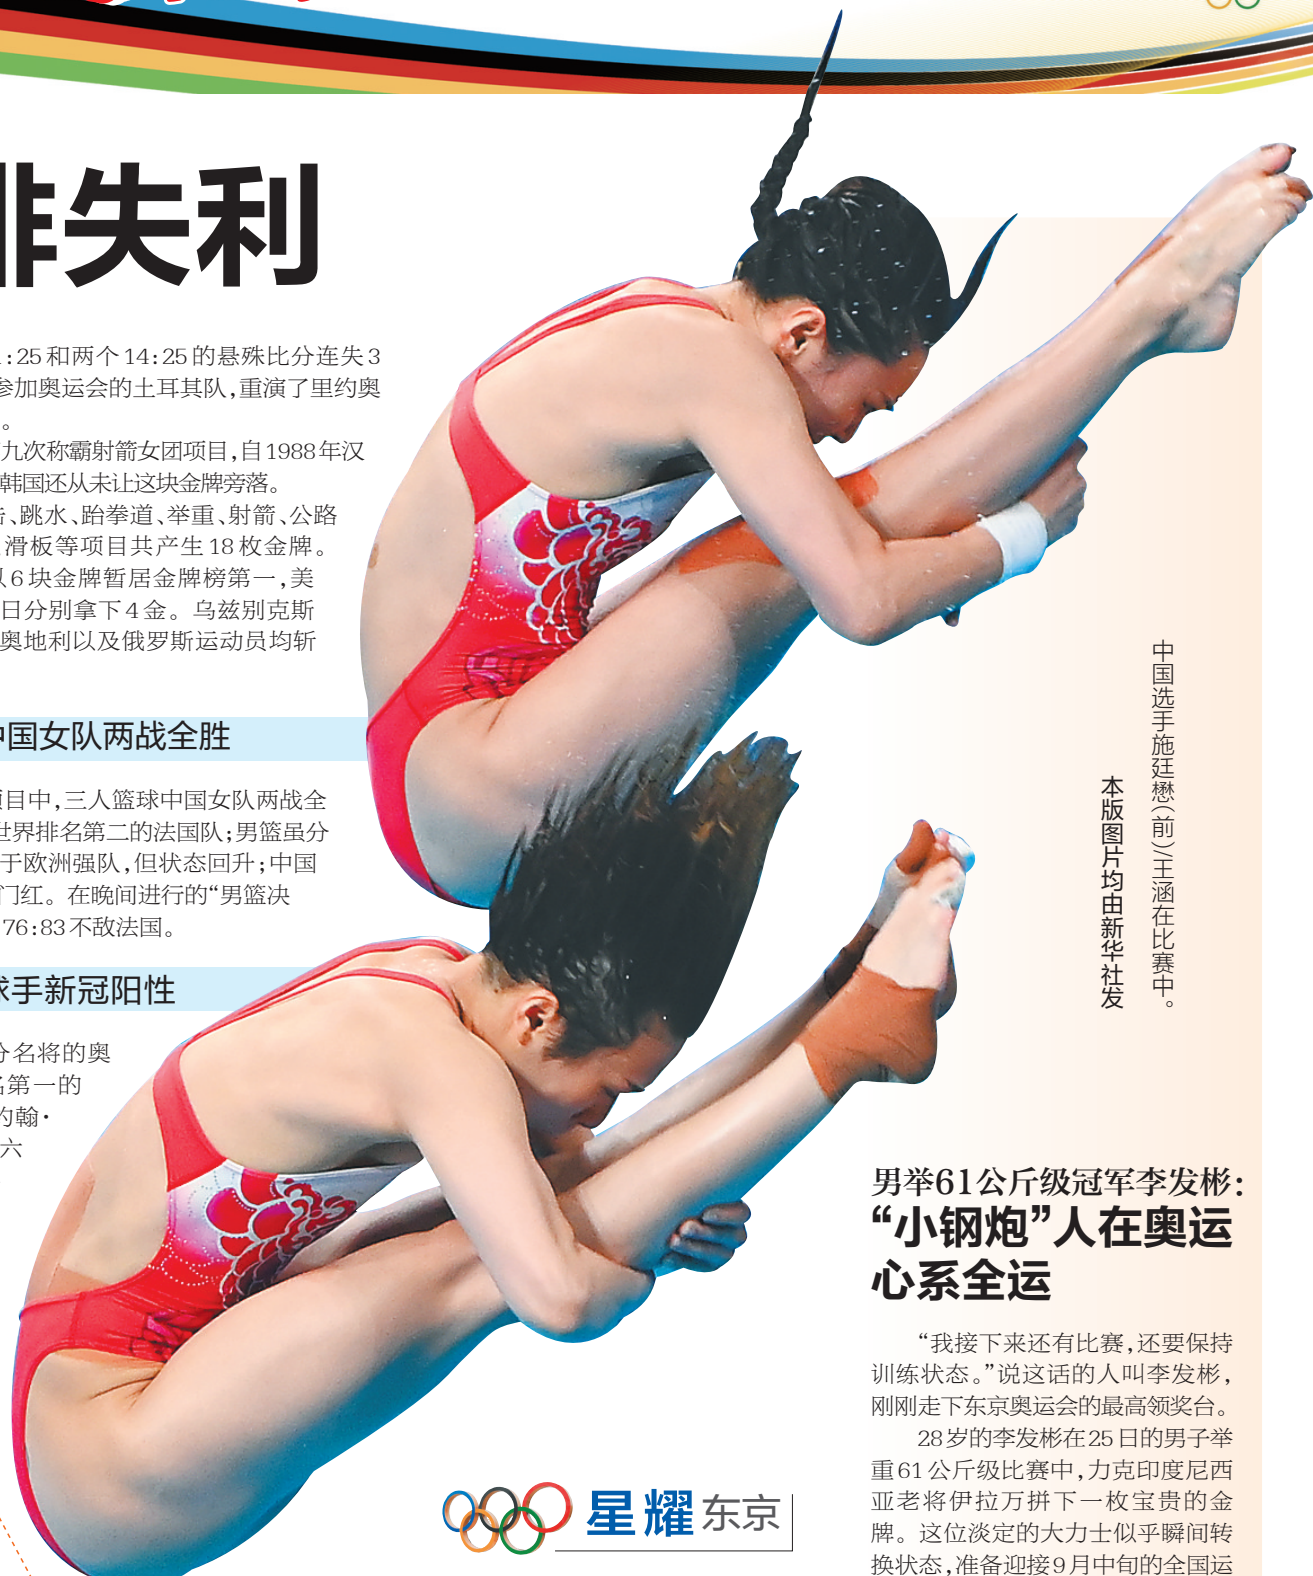 排失利
:25和两个14:25的悬殊比分连失3
参加奥运会的土耳其队,重演了里约奥
。
九次称霸射箭女团项目,自1988年汉
韩国还从未让这块金牌旁落。
、跳水、跆拳道、举重、射箭、公路
滑板等项目共产生18枚金牌。
以6块金牌暂居金牌榜第一,美
日分别拿下4金。乌兹别克斯
奥地利以及俄罗斯运动员均斩
中国女队两战全胜
项目中,三人篮球中国女队两战全
世界排名第二的法国队;男篮虽分
于欧洲强队,但状态回升;中国
门红。在晚间进行的“男篮决
76:83不敌法国。
球手新冠阳性
分名将的奥
名第一的
约翰·
六
中国选手施廷懋(前)/王涵在比赛中。
本版图片均由新华社发
男举61公斤级冠军李发彬:
“小钢炮”人在奥运
心系全运
“我接下来还有比赛,还要保持
训练状态。”说这话的人叫李发彬,
刚刚走下东京奥运会的最高领奖台。
28岁的李发彬在25日的男子举
重61公斤级比赛中,力克印度尼西
亚老将伊拉万拼下一枚宝贵的金
牌。这位淡定的大力士似乎瞬间转
换状态,准备迎接9月中旬的全国运
星耀东京